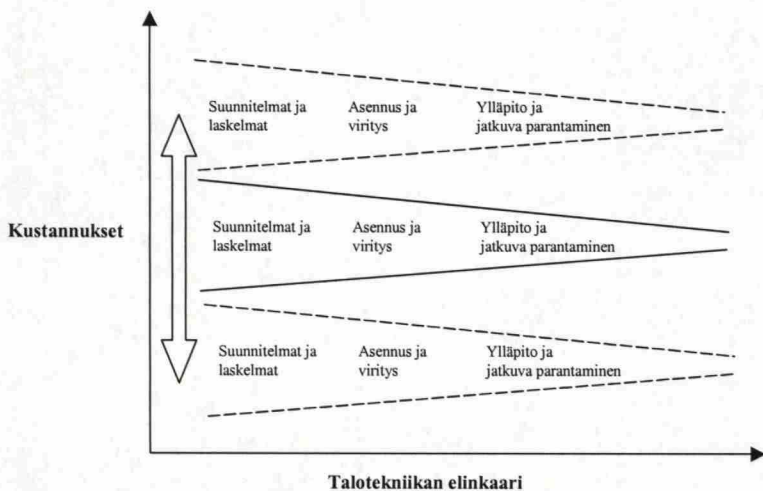 Suunnitelmat ja
laskelmat
Asennus ja
viritys
Ylläpito ja
jatkuva parantaminen
Kustannukset
Suunnitelmat ja
laskelmat
Asennus ja
viritys
Ylläpito ja
jatkuva parantaminen
Suunnitelmat ja
laskelmat
Asennus ja
viritys
Ylläpito ja
jatkuva parantaminen
Talotekniikan elinkaari